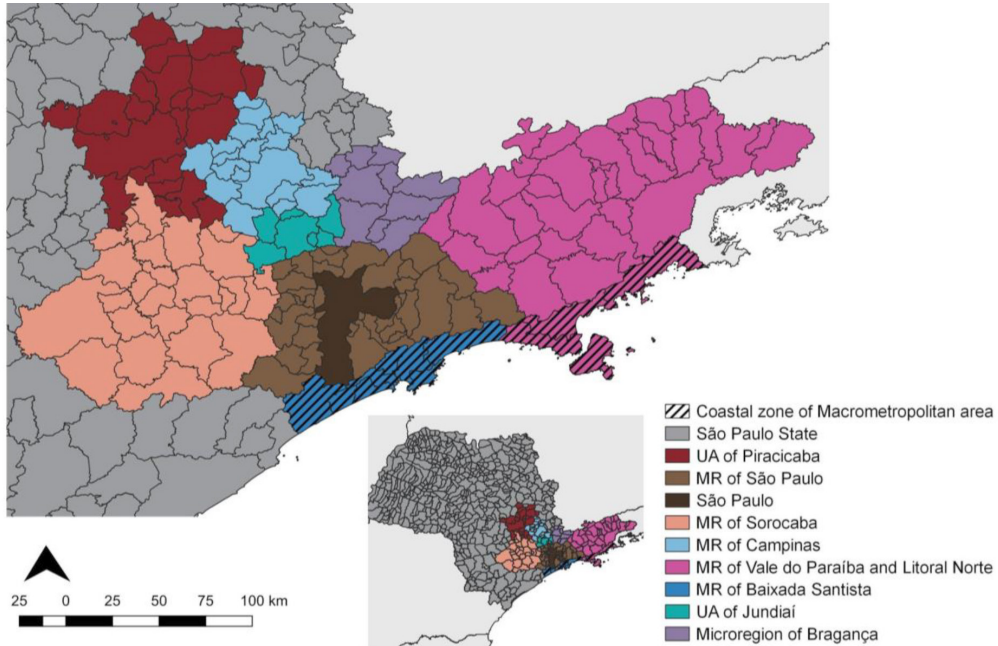 Coastal zone of Macrometropolitan area
São Paulo State
UA of Piracicaba
MR of São Paulo
São Paulo
MR of Sorocaba
MR of Campinas
MR of Vale do Paraíba and Litoral Norte
MR of Baixada Santista
UA of Jundiaí
Microregion of Bragança
25 0 25 50 75 100 km